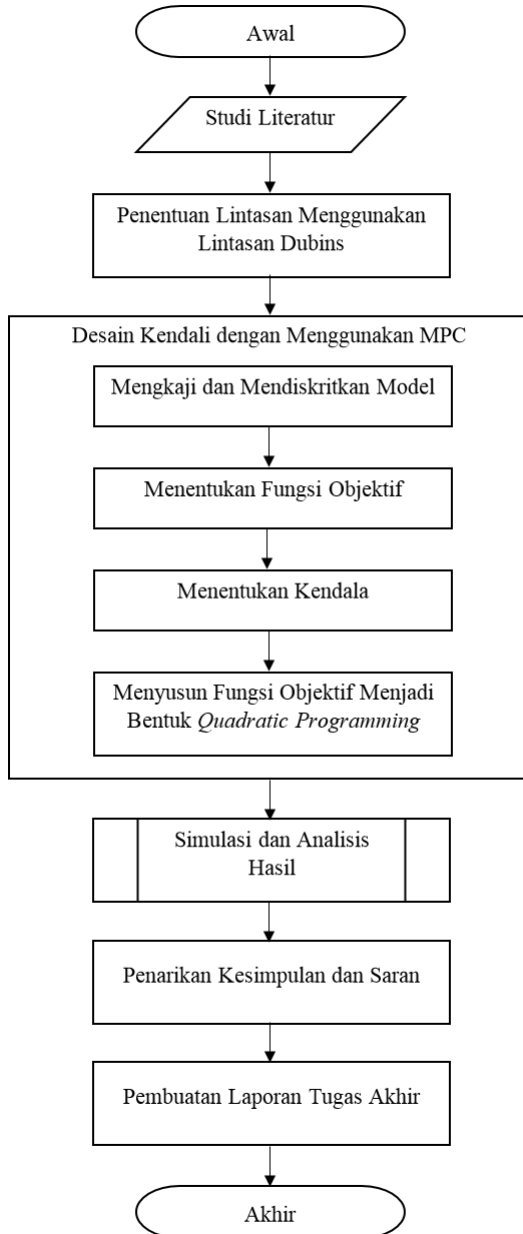 Awal
Studi Literatur
Penentuan Lintasan Menggunakan
Lintasan Dubins
Desain Kendali dengan Menggunakan MPC
Mengkaji dan Mendiskritkan Model
Menentukan Fungsi Objektif
Menentukan Kendala
Menyusun Fungsi Objektif Menjadi
Bentuk Quadratic Programming
Simulasi dan Analisis
Hasil
Penarikan Kesimpulan dan Saran
Pembuatan Laporan Tugas Akhir
Akhir